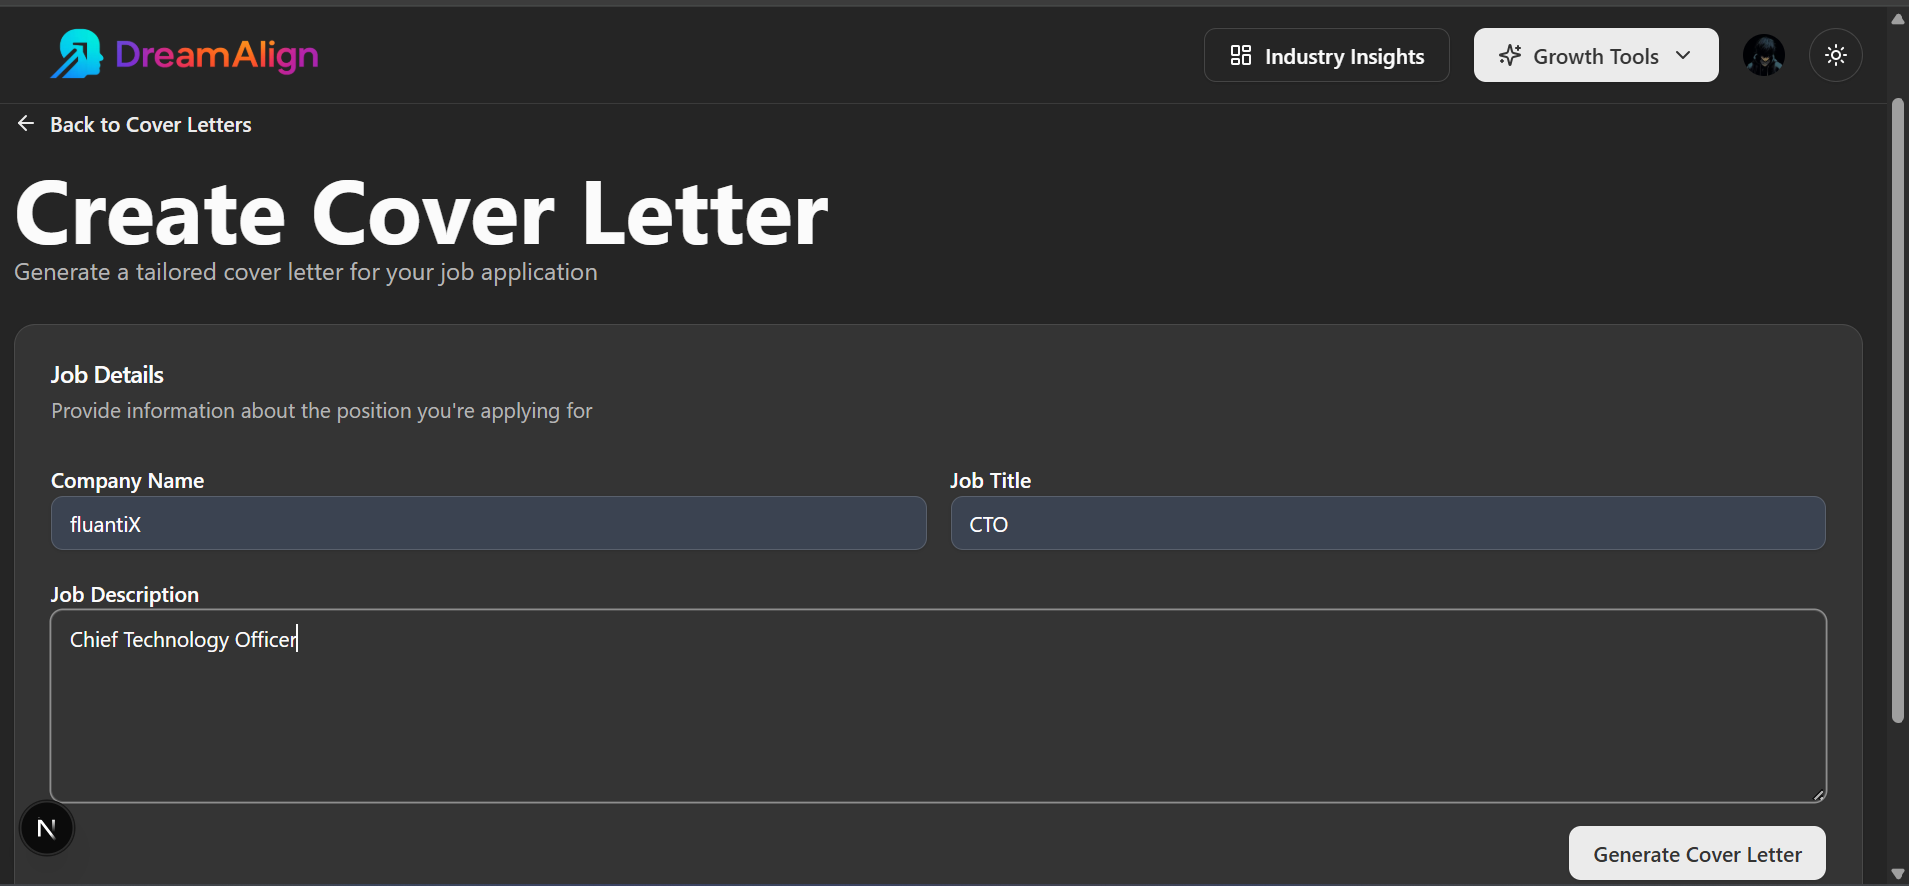 DreamAlign
Industry Insights
Growth Tools
Back to Cover Letters
Create Cover Letter
Generate a tailored cover letter for your job application
Job Details
Provide information about the position you're applying for
Company Name
Job Title
fluantiX
CTO
Job Description
Chief Technology Officer
N
Generate Cover Letter